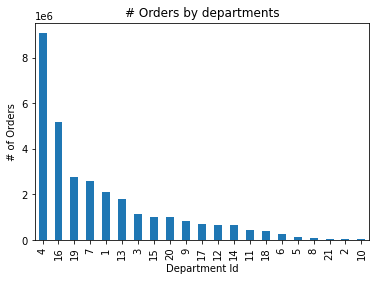 # Orders by departments
1e6
8
6
4
2
0
# of Orders
4 16 19 7 1 13 3 15 20 9 17 12 14 11 18 6 5 8 21 2 10
Department Id